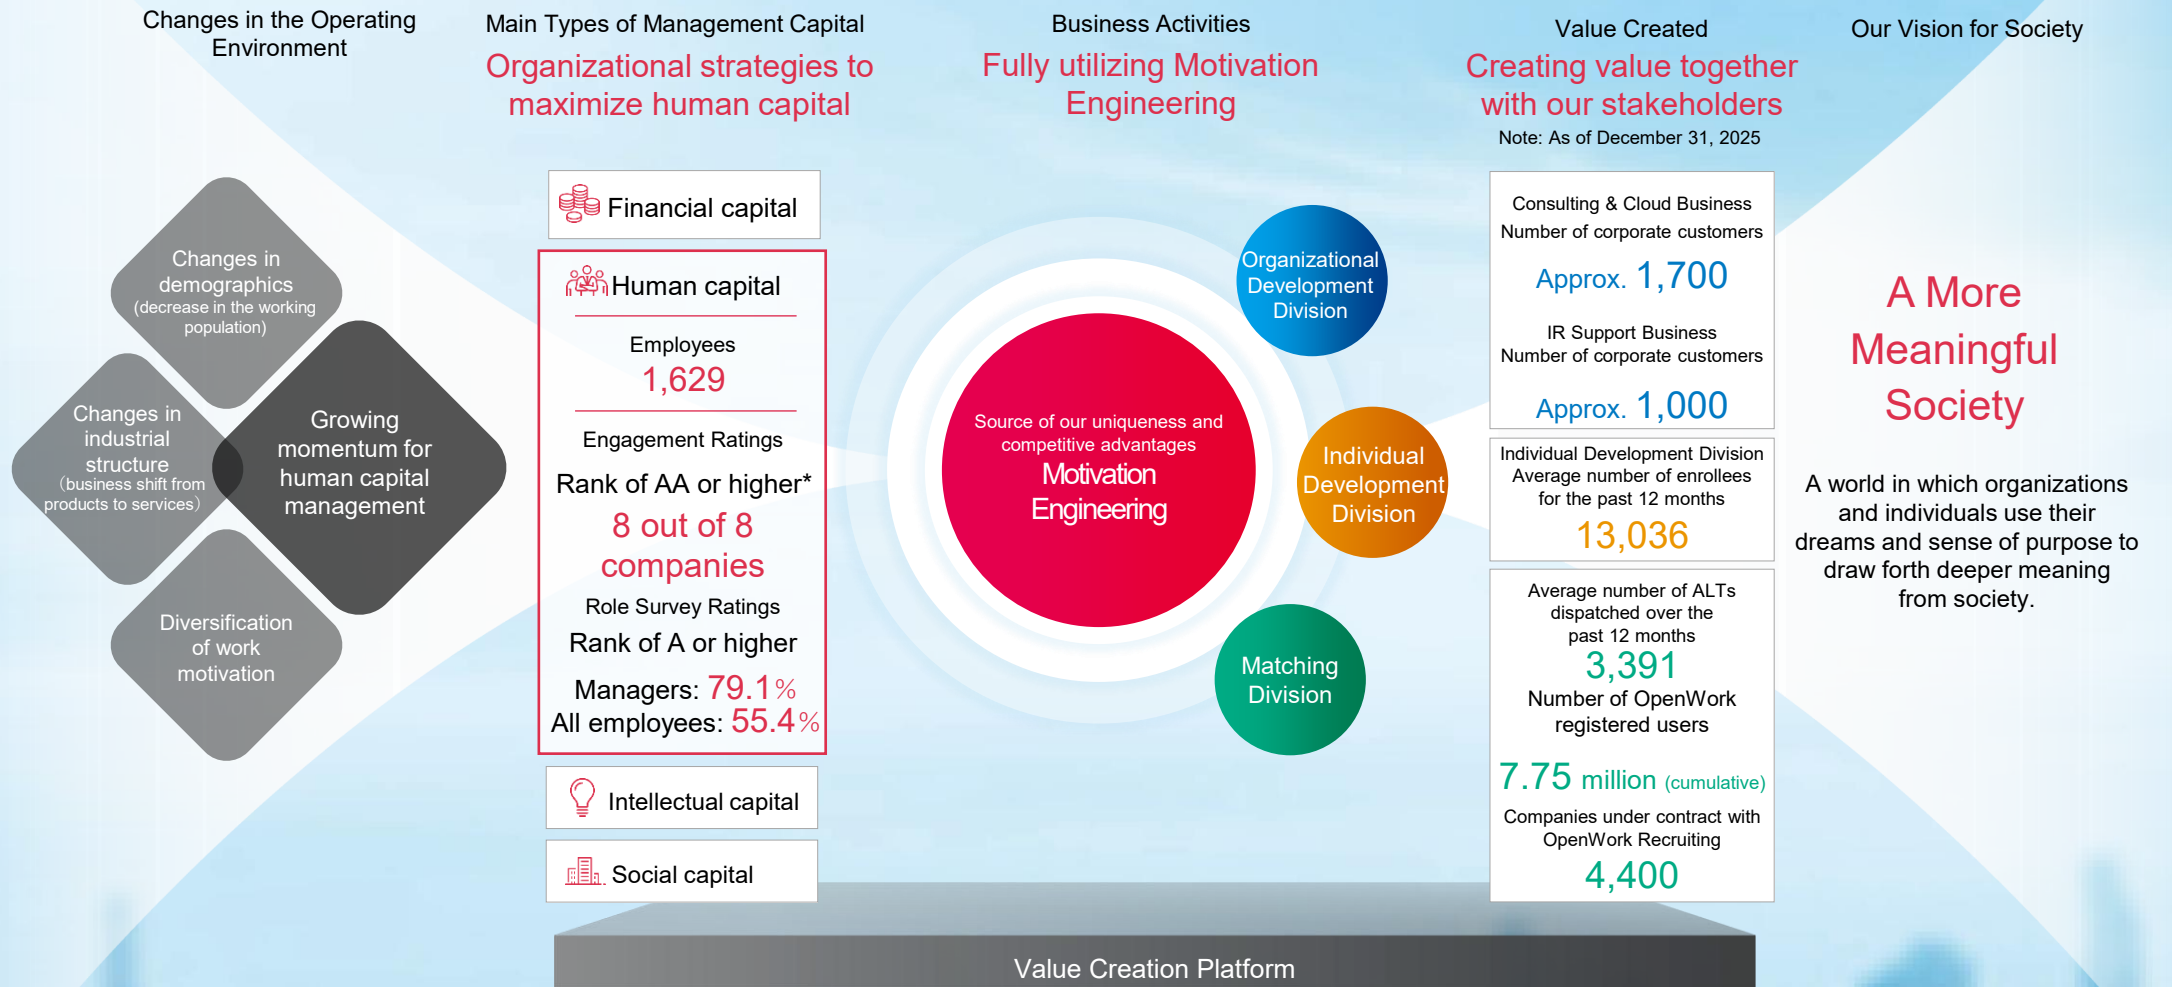 Changes in the Operating
Environment
Changes in
demographics
(decrease in the working
population)
Changes in
industrial
structure
（business shift from
products to services）
Growing
momentum for
human capital
management
Diversification
of work
motivation
Main Types of Management Capital
Organizational strategies to
maximize human capital
Financial capital
Human capital
Employees
1,629
Engagement Ratings
Rank of AA or higher*
8 out of 8
companies
Role Survey Ratings
Rank of A or higher
Managers: 79.1%
All employees: 55.4%
Intellectual capital
Social capital
Business Activities
Fully utilizing Motivation
Engineering
Source of our uniqueness and
competitive advantages
Motivation
Engineering
Organizational
Development
Division
Individual
Development
Division
Matching
Division
Value Created
Creating value together
with our stakeholders
Note: As of December 31, 2025
Consulting & Cloud Business
Number of corporate customers
Approx. 1,700
IR Support Business
Number of corporate customers
Approx. 1,000
Individual Development Division
Average number of enrollees
for the past 12 months
13,036
Average number of ALTs
dispatched over the
past 12 months
3,391
Number of OpenWork
registered users
7.75 million (cumulative)
Companies under contract with
OpenWork Recruiting
4,400
Our Vision for Society
A More
Meaningful
Society
A world in which organizations
and individuals use their
dreams and sense of purpose to
draw forth deeper meaning
from society.
Value Creation Platform